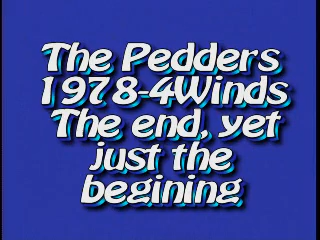 The Pedders
1978-4Winds
The end, yet
just the
begining